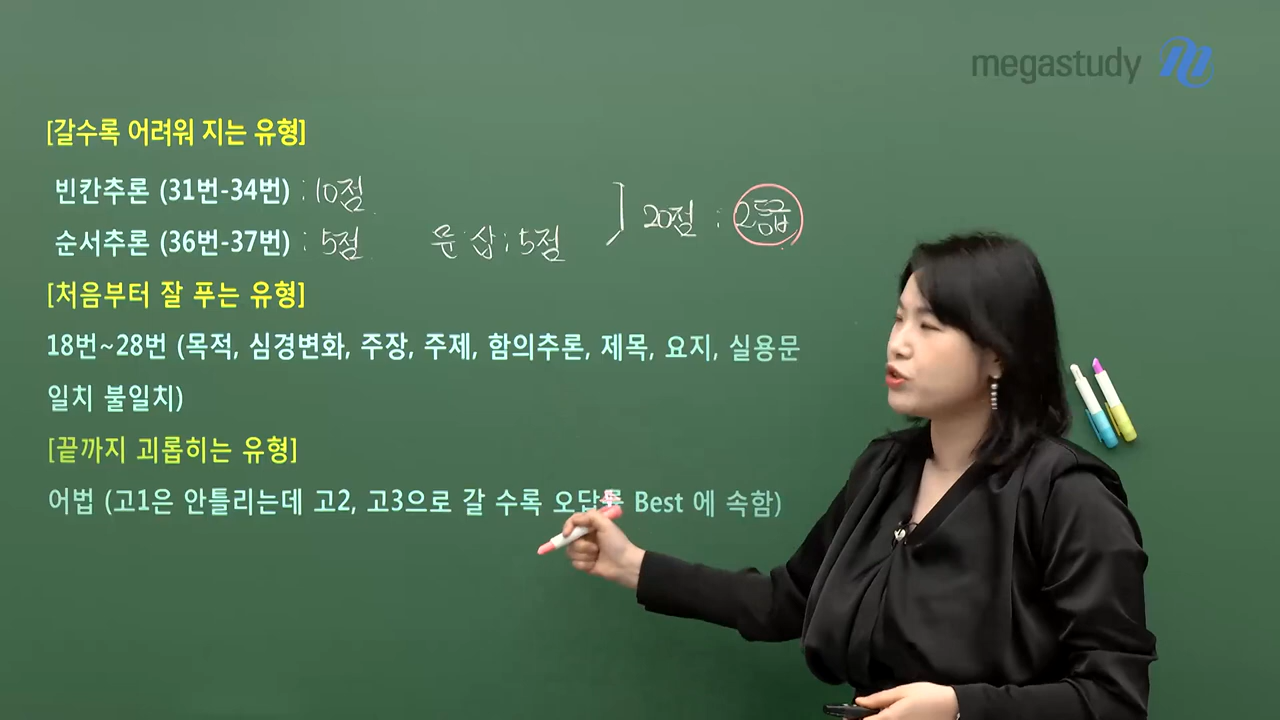 megastudy
[갈수록 어려워 지는 유형]
빈칸추론 (31번-34번) : 10점
순서추론 (36번-37번) : 5점 문삽 : 5점
20점 : 2등급
[처음부터 잘 푸는 유형]
18번~28번 (목적, 심경변화, 주장, 주제, 함의추론, 제목, 요지, 실용문
일치 불일치)
[끝까지 괴롭히는 유형]
어법 (고1은 안틀리는데 고2, 고3으로 갈 수록 오답률 Best 에 속함)